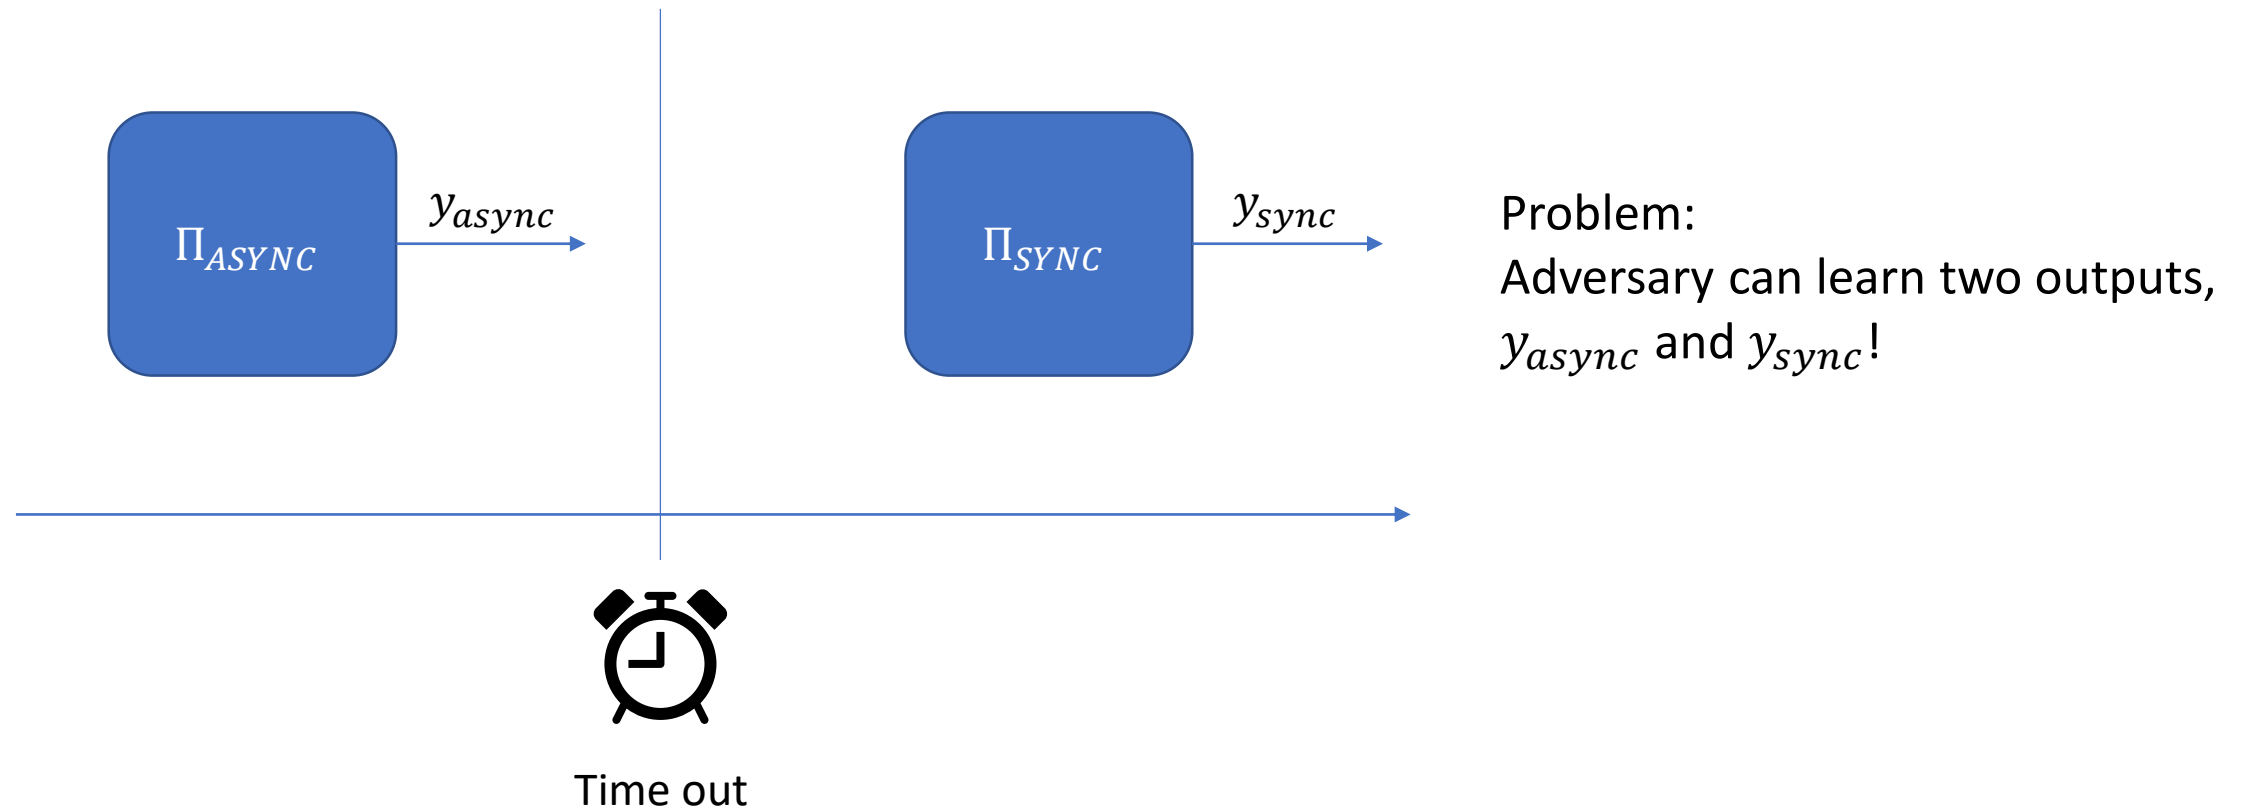 Π_ASYNC
y_async
Π_SYNC
y_sync
Problem:
Adversary can learn two outputs,
y_async and y_sync!
Time out